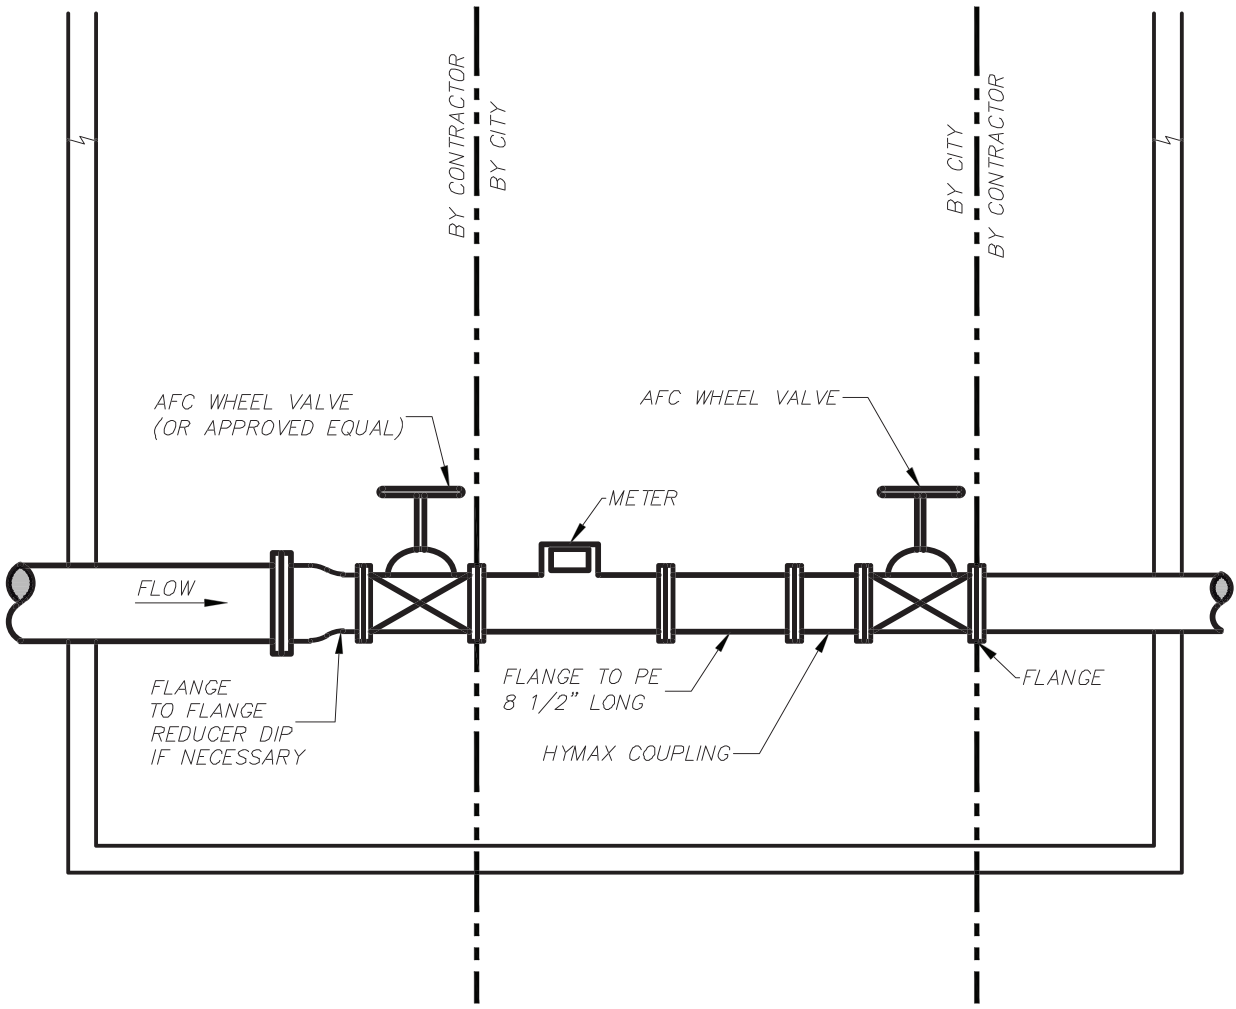 BY CONTRACTOR
BY CITY
BY CITY
BY CONTRACTOR
AFC WHEEL VALVE
(OR APPROVED EQUAL)
AFC WHEEL VALVE
METER
FLOW
FLANGE TO PE
8 1/2" LONG
FLANGE
FLANGE
TO FLANGE
REDUCER DIP
IF NECESSARY
HYMAX COUPLING